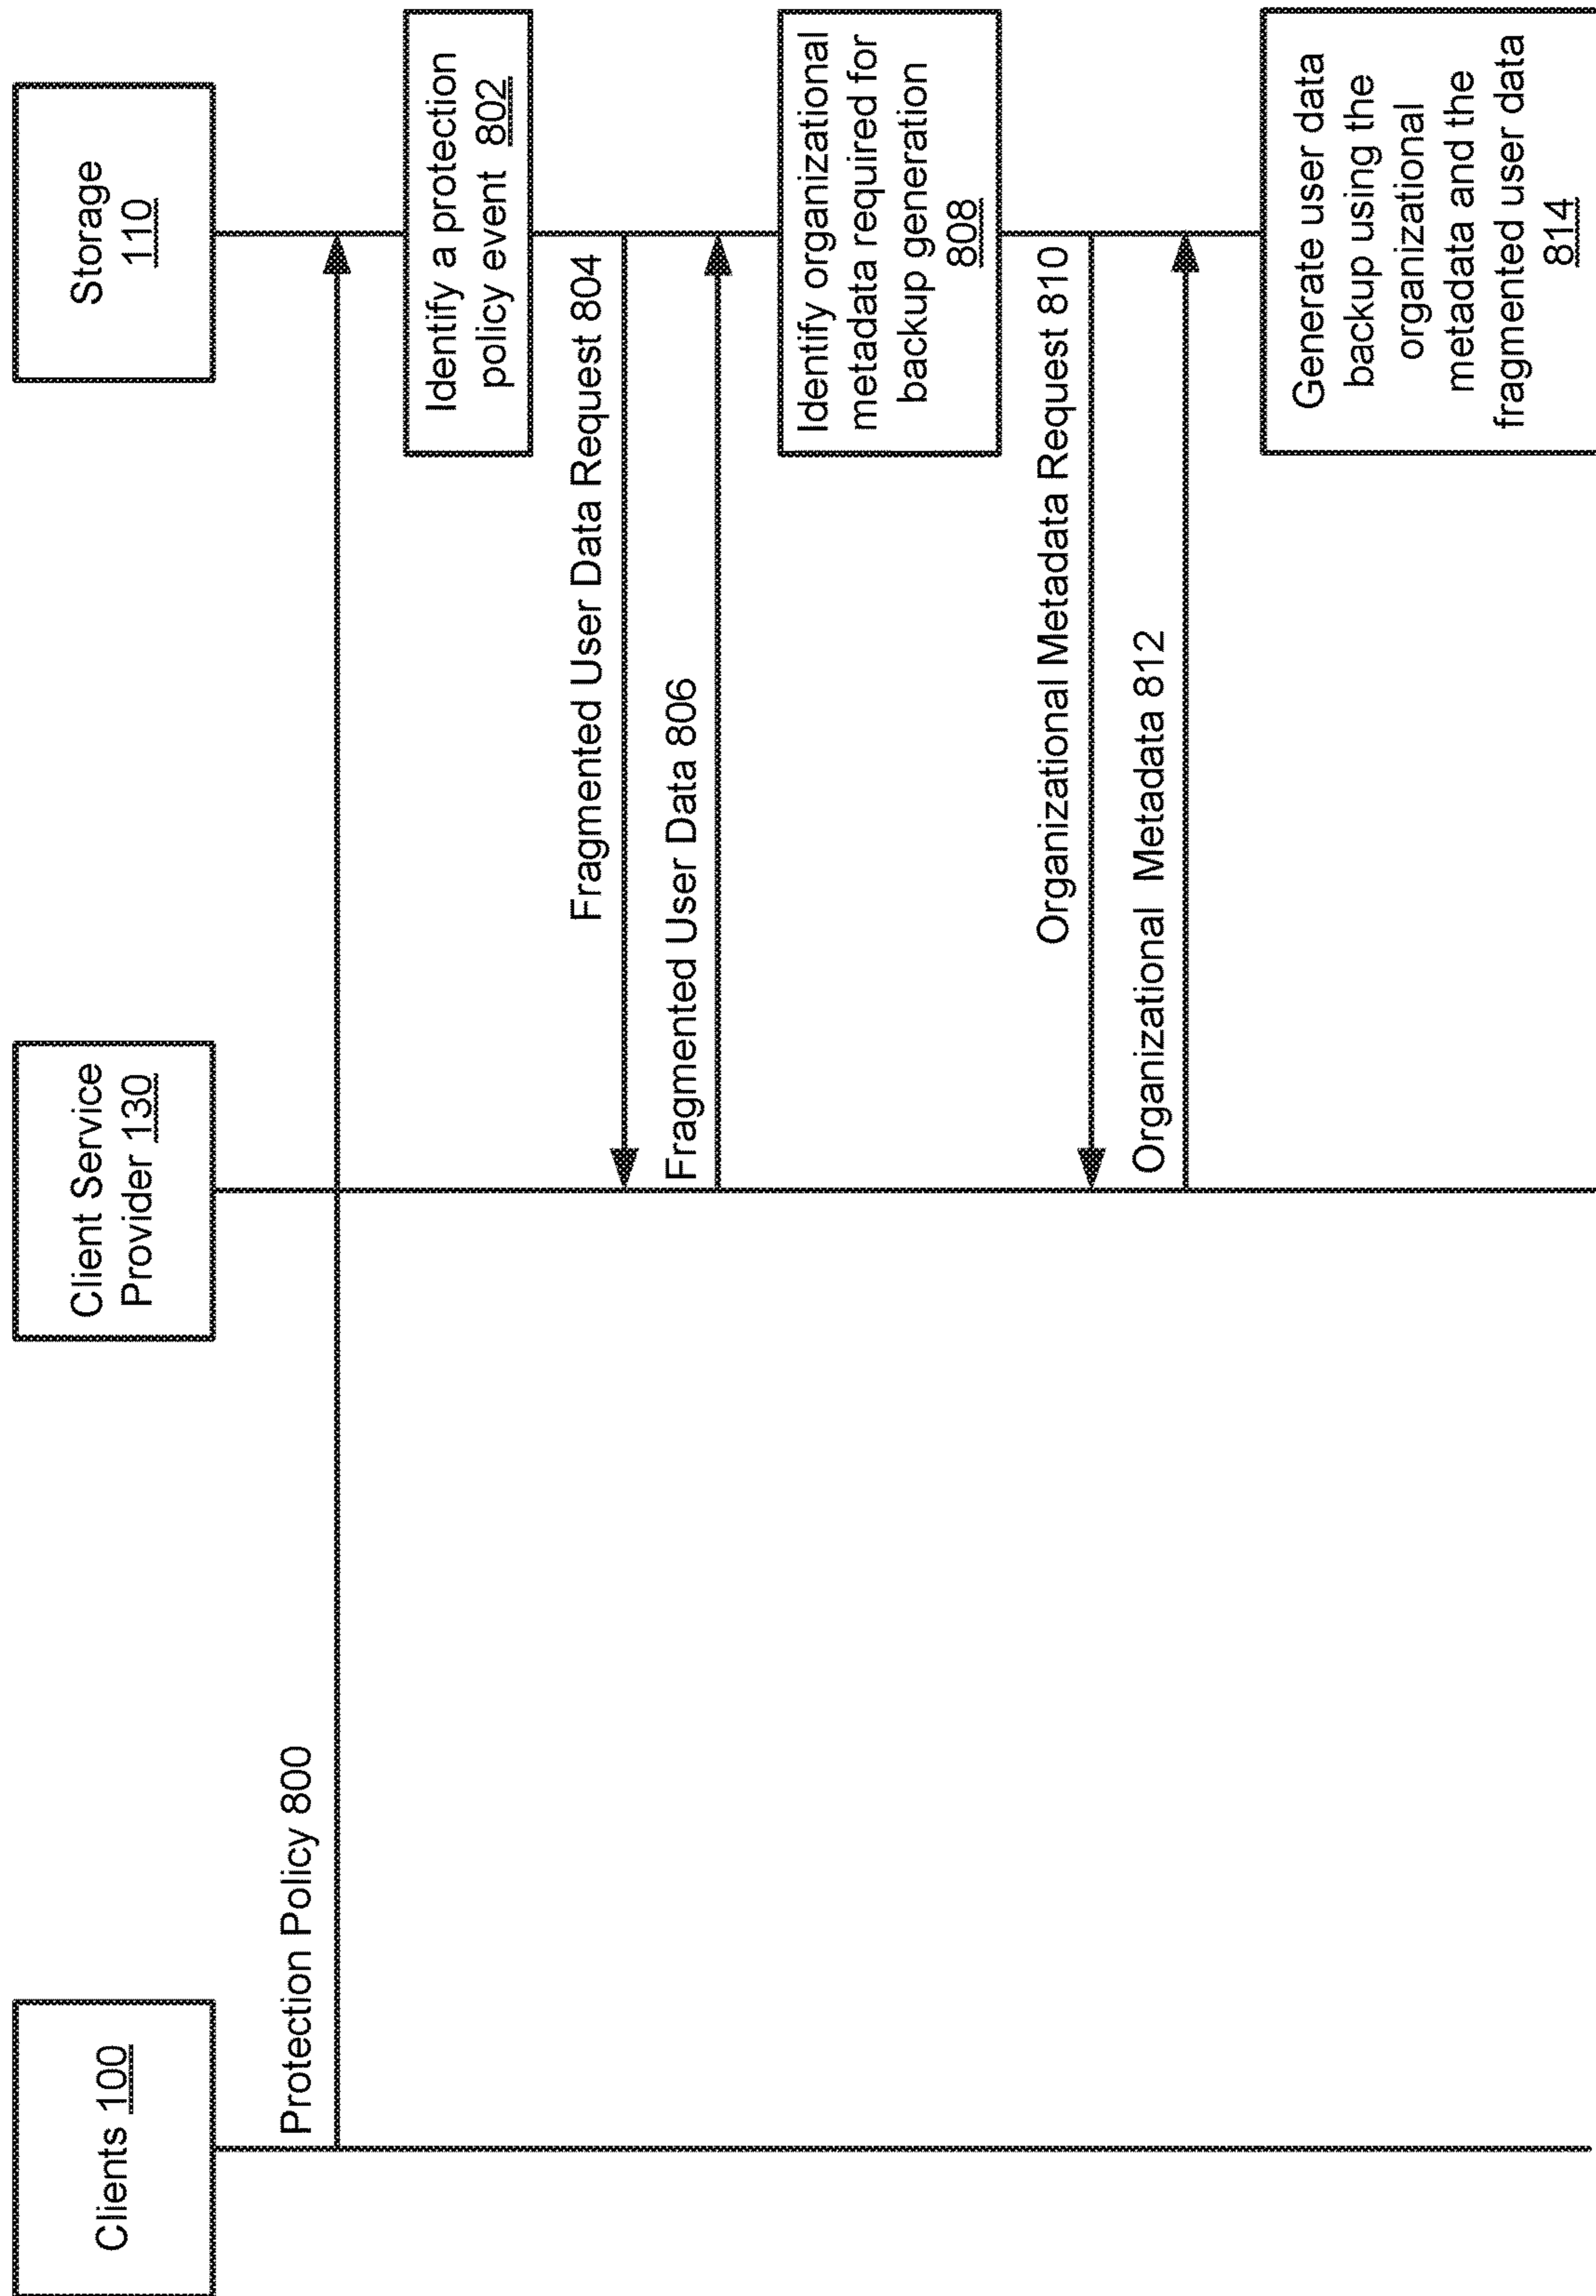 Clients 100
Client Service
Provider 130
Storage
110
Protection Policy 800
Identify a protection
policy event 802
Fragmented User Data Request 804
Fragmented User Data 806
Identify organizational
metadata required for
backup generation
808
Organizational Metadata Request 810
Organizational Metadata 812
Generate user data
backup using the
organizational
metadata and the
fragmented user data
814